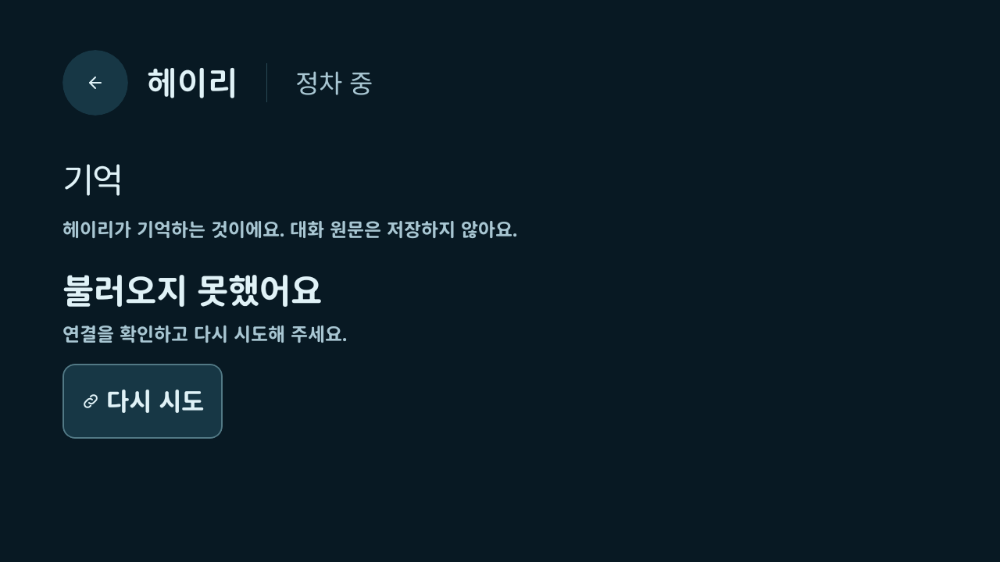 헤이리
정차 중
기억
헤이리가 기억하는 것이에요. 대화 원문은 저장하지 않아요.
불러오지 못했어요
연결을 확인하고 다시 시도해 주세요.
다시 시도